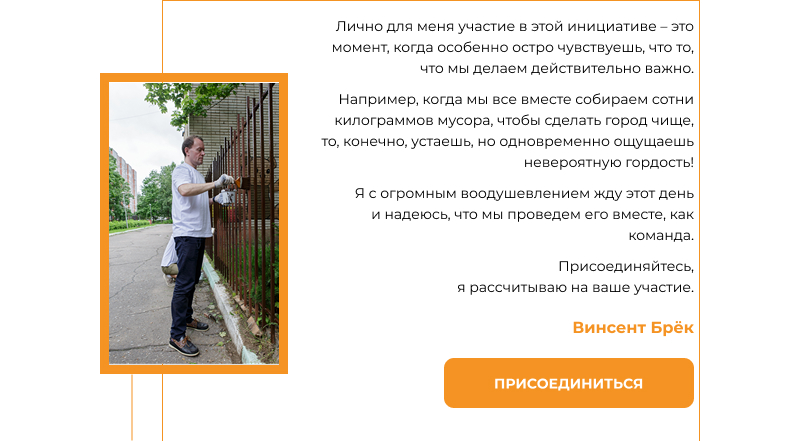 Лично для меня участие в этой инициативе – это
момент, когда особенно остро чувствуешь, что то,
что мы делаем действительно важно.
Например, когда мы все вместе собираем сотни
килограммов мусора, чтобы сделать город чище,
то, конечно, устаешь, но одновременно ощущаешь
невероятную гордость!
Я с огромным воодушевлением жду этот день
и надеюсь, что мы проведем его вместе, как
команда.
Присоединяйтесь,
я рассчитываю на ваше участие.
Винсент Брёк
ПРИСОЕДИНИТЬСЯ